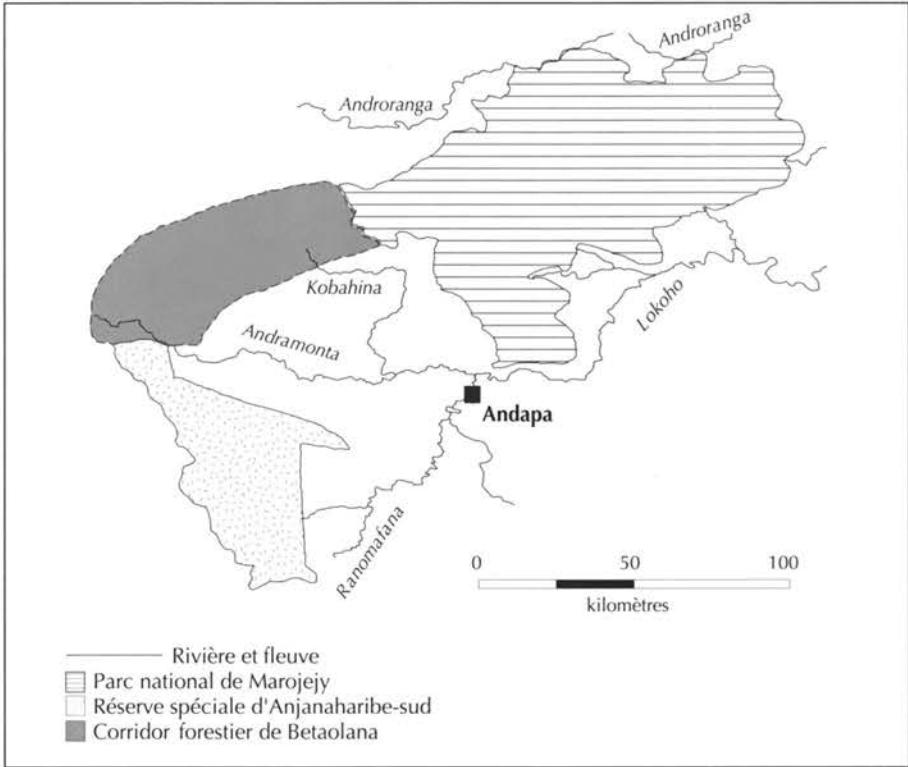 Androranga
Androranga
Kobahina
Lokoho
Andramonta
Andapa
Ranomafana
0 50 100
kilomètres
Rivière et fleuve
Parc national de Marojejy
Réserve spéciale d'Anjanaharibe-sud
Corridor forestier de Betaolana